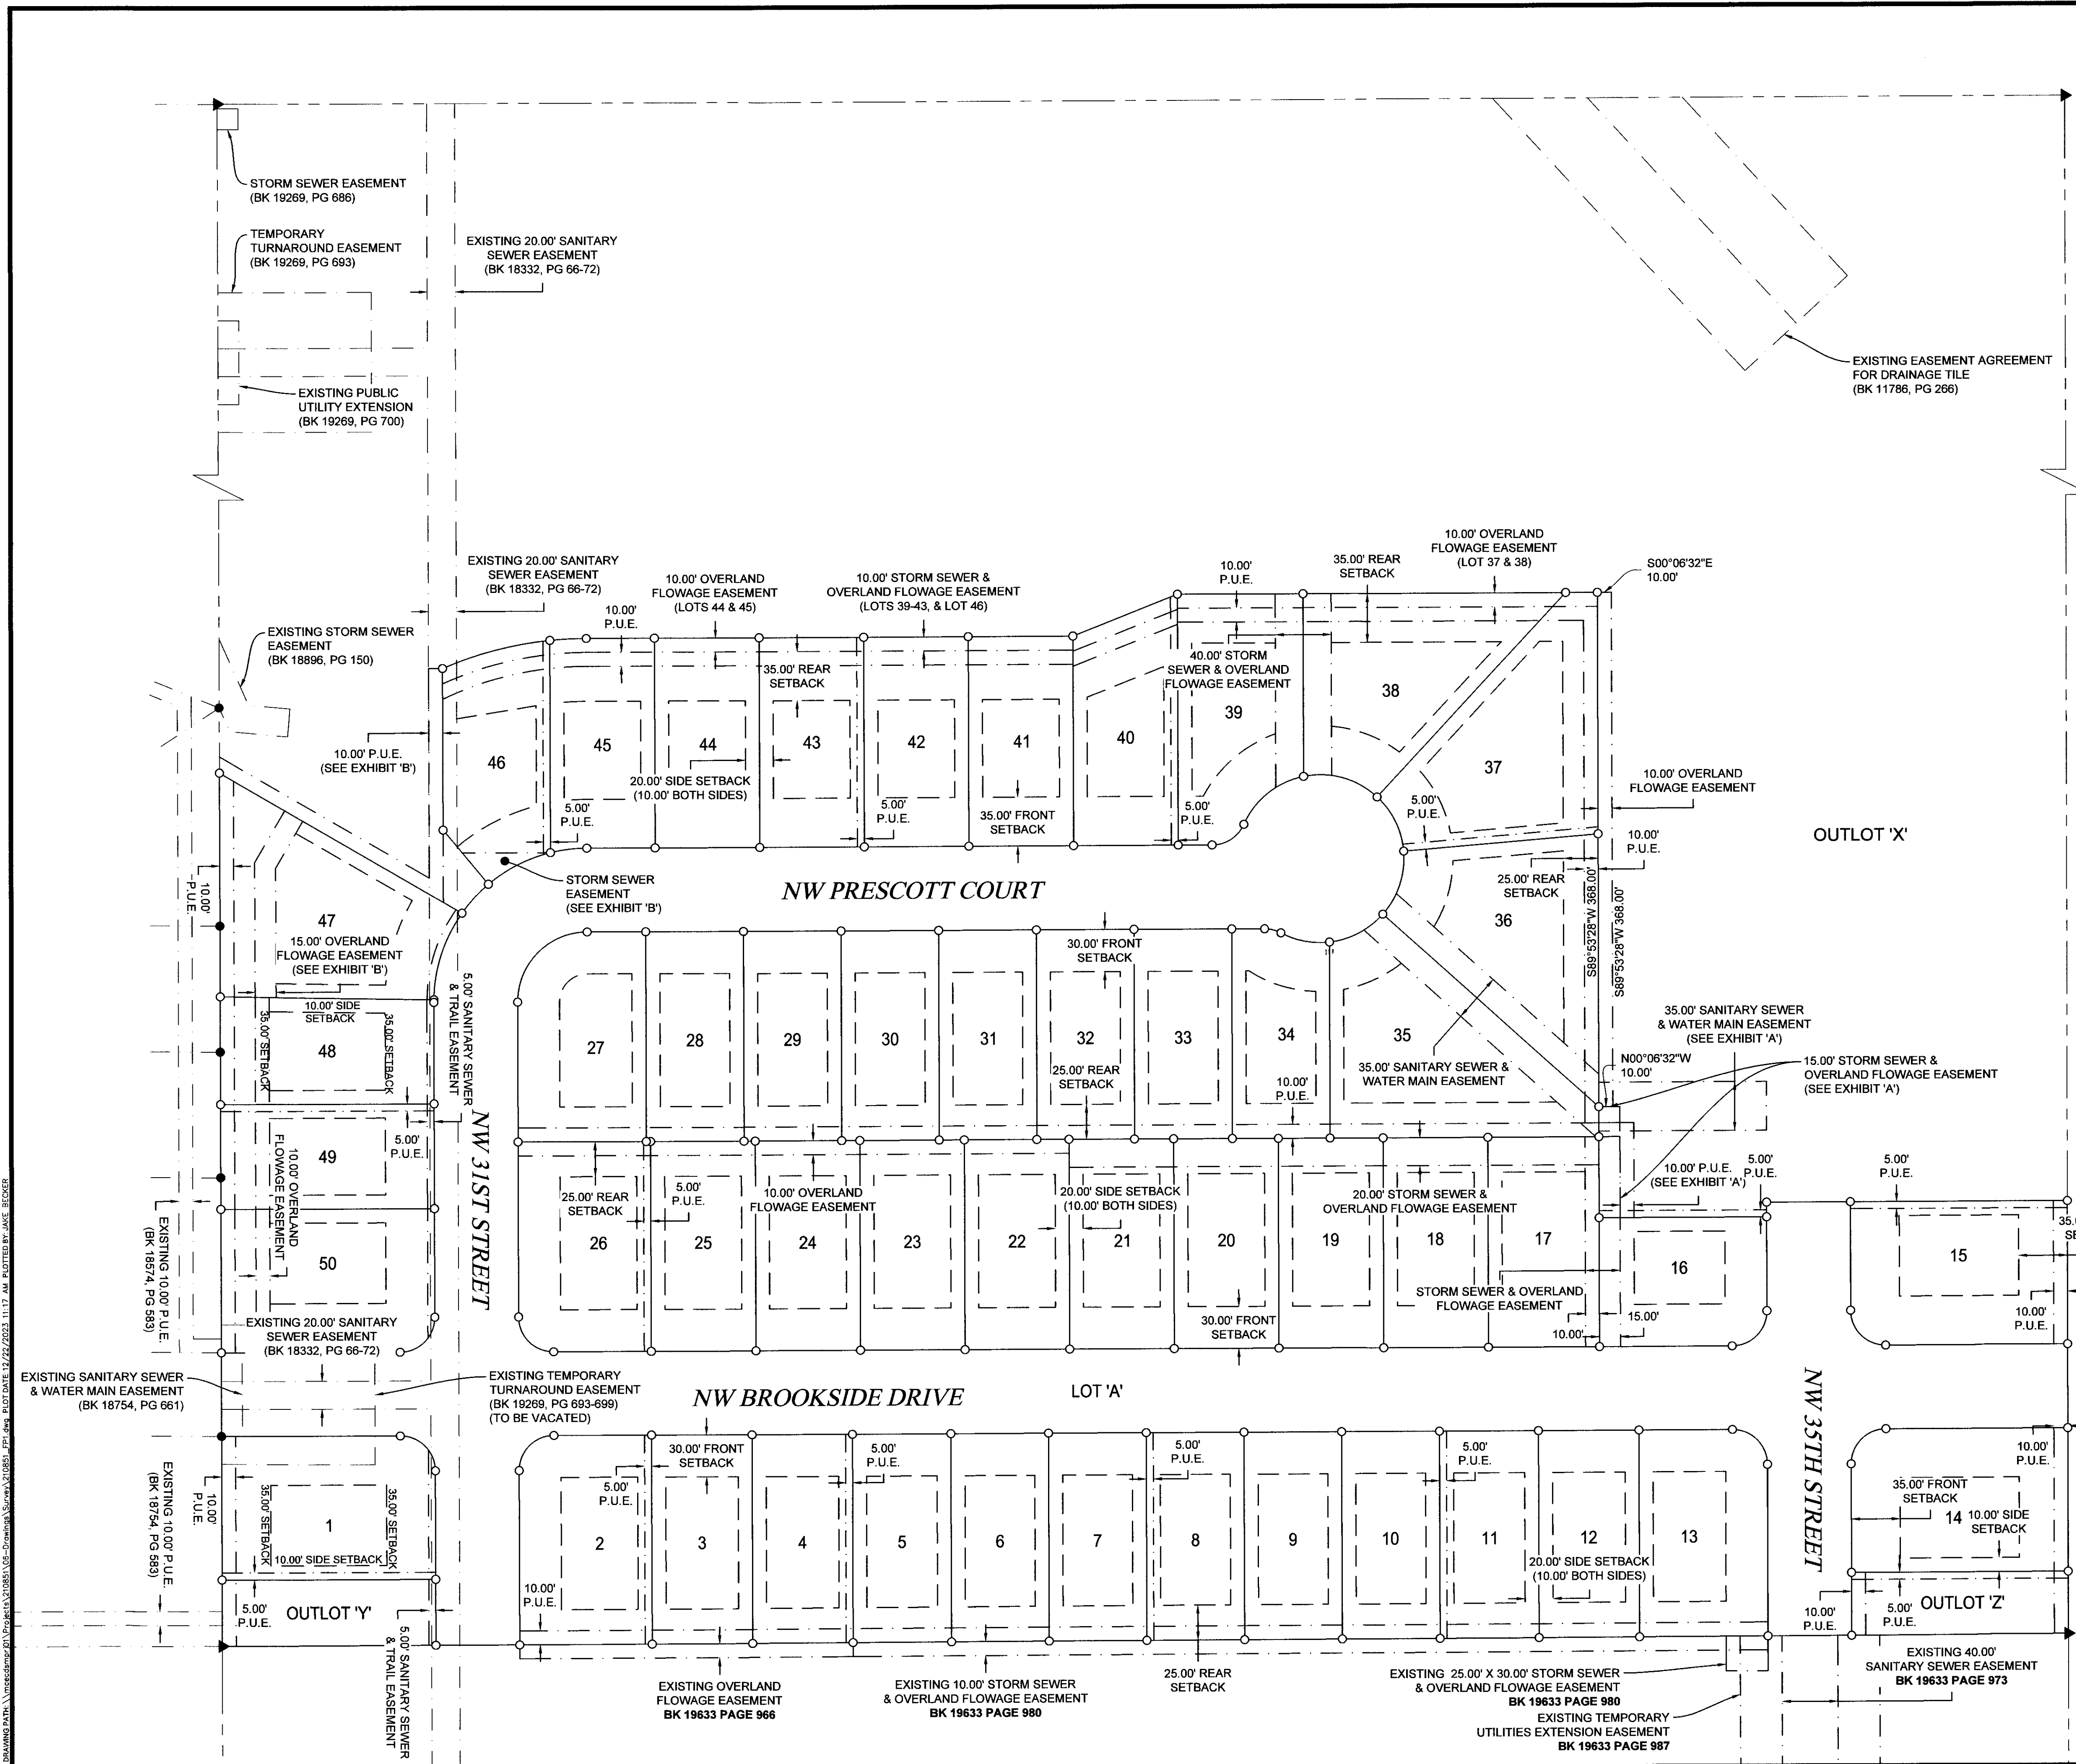 STORM SEWER EASEMENT
(BK 19269, PG 686)
TEMPORARY
TURNAROUND EASEMENT
(BK 19269, PG 693)
EXISTING 20.00' SANITARY
SEWER EASEMENT
(BK 18332, PG 66-72)
EXISTING PUBLIC
UTILITY EXTENSION
(BK 19269, PG 700)
EXISTING EASEMENT AGREEMENT
FOR DRAINAGE TILE
(BK 11786, PG 266)
EXISTING STORM SEWER
EASEMENT
(BK 18896, PG 150)
EXISTING 20.00' SANITARY
SEWER EASEMENT
(BK 18332, PG 66-72)
10.00'
P.U.E.
10.00' OVERLAND
FLOWAGE EASEMENT
(LOTS 44 & 45)
10.00' STORM SEWER &
OVERLAND FLOWAGE EASEMENT
(LOTS 39-43, & LOT 46)
10.00'
P.U.E.
35.00' REAR
SETBACK
10.00' OVERLAND
FLOWAGE EASEMENT
(LOT 37 & 38)
S00°06'32"E
10.00'
35.00' REAR
SETBACK
40.00' STORM
SEWER & OVERLAND
FLOWAGE EASEMENT
10.00' P.U.E.
(SEE EXHIBIT 'B')
46
45
44
43
42
41
40
39
38
37
20.00' SIDE SETBACK
(10.00' BOTH SIDES)
5.00'
P.U.E.
5.00'
P.U.E.
35.00' FRONT
SETBACK
5.00'
P.U.E.
5.00'
P.U.E.
10.00' OVERLAND
FLOWAGE EASEMENT
10.00'
P.U.E.
OUTLOT 'X'
STORM SEWER
EASEMENT
(SEE EXHIBIT 'B')
NW PRESCOTT COURT
25.00' REAR
SETBACK
36
S89°53'28"W 368.00'
S89°53'28"W 368.00'
10.00'
P.U.E.
47
15.00' OVERLAND
FLOWAGE EASEMENT
(SEE EXHIBIT 'B')
10.00' SIDE
SETBACK
35.00' SETBACK
35.00' SETBACK
48
5.00' SANITARY SEWER
& TRAIL EASEMENT
30.00' FRONT
SETBACK
27
28
29
30
31
32
33
34
35
25.00' REAR
SETBACK
10.00'
P.U.E.
35.00' SANITARY SEWER &
WATER MAIN EASEMENT
35.00' SANITARY SEWER
& WATER MAIN EASEMENT
(SEE EXHIBIT 'A')
N00°06'32"W
10.00'
15.00' STORM SEWER &
OVERLAND FLOWAGE EASEMENT
(SEE EXHIBIT 'A')
NW 31ST STREET
5.00'
P.U.E.
49
10.00' OVERLAND
FLOWAGE EASEMENT
50
EXISTING 10.00' P.U.E.
(BK 18574, PG 583)
25.00' REAR
SETBACK
5.00'
P.U.E.
10.00' OVERLAND
FLOWAGE EASEMENT
20.00' SIDE SETBACK
(10.00' BOTH SIDES)
20.00' STORM SEWER &
OVERLAND FLOWAGE EASEMENT
10.00' P.U.E.
(SEE EXHIBIT 'A')
5.00'
P.U.E.
5.00'
P.U.E.
26
25
24
23
22
21
20
19
18
17
16
15
35.
SE
STORM SEWER & OVERLAND
FLOWAGE EASEMENT
30.00' FRONT
SETBACK
10.00'
15.00'
10.00'
P.U.E.
EXISTING 20.00' SANITARY
SEWER EASEMENT
(BK 18332, PG 66-72)
EXISTING SANITARY SEWER
& WATER MAIN EASEMENT
(BK 18754, PG 661)
EXISTING TEMPORARY
TURNAROUND EASEMENT
(BK 19269, PG 693-699)
(TO BE VACATED)
NW BROOKSIDE DRIVE
LOT 'A'
NW 35TH STREET
EXISTING 10.00' P.U.E.
(BK 18754, PG 583)
10.00'
P.U.E.
35.00' SETBACK
35.00' SETBACK
1
10.00' SIDE SETBACK
5.00'
P.U.E.
30.00' FRONT
SETBACK
5.00'
P.U.E.
5.00'
P.U.E.
5.00'
P.U.E.
10.00'
P.U.E.
2
3
4
5
6
7
8
9
10
11
12
13
20.00' SIDE SETBACK
(10.00' BOTH SIDES)
35.00' FRONT
SETBACK
14
10.00' SIDE
SETBACK
5.00'
P.U.E.
OUTLOT 'Y'
10.00'
P.U.E.
10.00'
P.U.E.
5.00'
P.U.E.
OUTLOT 'Z'
5.00' SANITARY SEWER
& TRAIL EASEMENT
EXISTING OVERLAND
FLOWAGE EASEMENT
BK 19633 PAGE 966
EXISTING 10.00' STORM SEWER
& OVERLAND FLOWAGE EASEMENT
BK 19633 PAGE 980
25.00' REAR
SETBACK
EXISTING 25.00' X 30.00' STORM SEWER
& OVERLAND FLOWAGE EASEMENT
BK 19633 PAGE 980
EXISTING TEMPORARY
UTILITIES EXTENSION EASEMENT
BK 19633 PAGE 987
EXISTING 40.00'
SANITARY SEWER EASEMENT
BK 19633 PAGE 973
DRAWING PATH: \\mecedsmpr01\Projects\210851\06-Drawings\Survey\210851_FP1.dwg PLOT DATE 12/22/2023 11:17 AM PLOTTED BY: JAKE BECKER